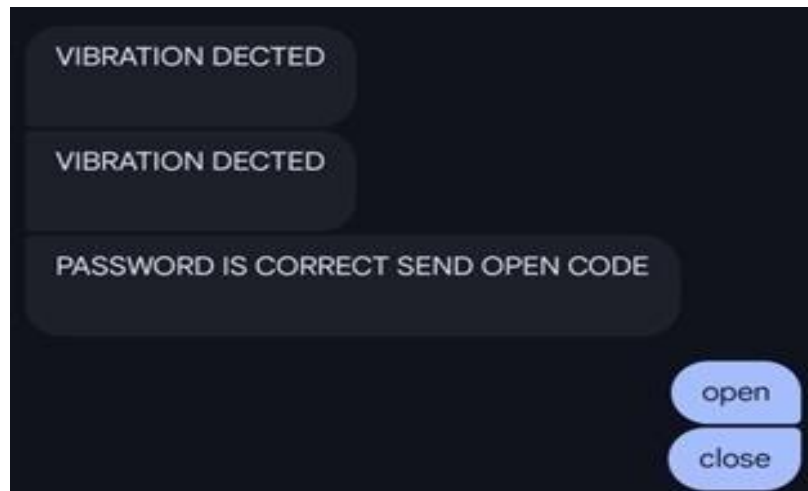 VIBRATION DECTED
VIBRATION DECTED
PASSWORD IS CORRECT SEND OPEN CODE
open
close